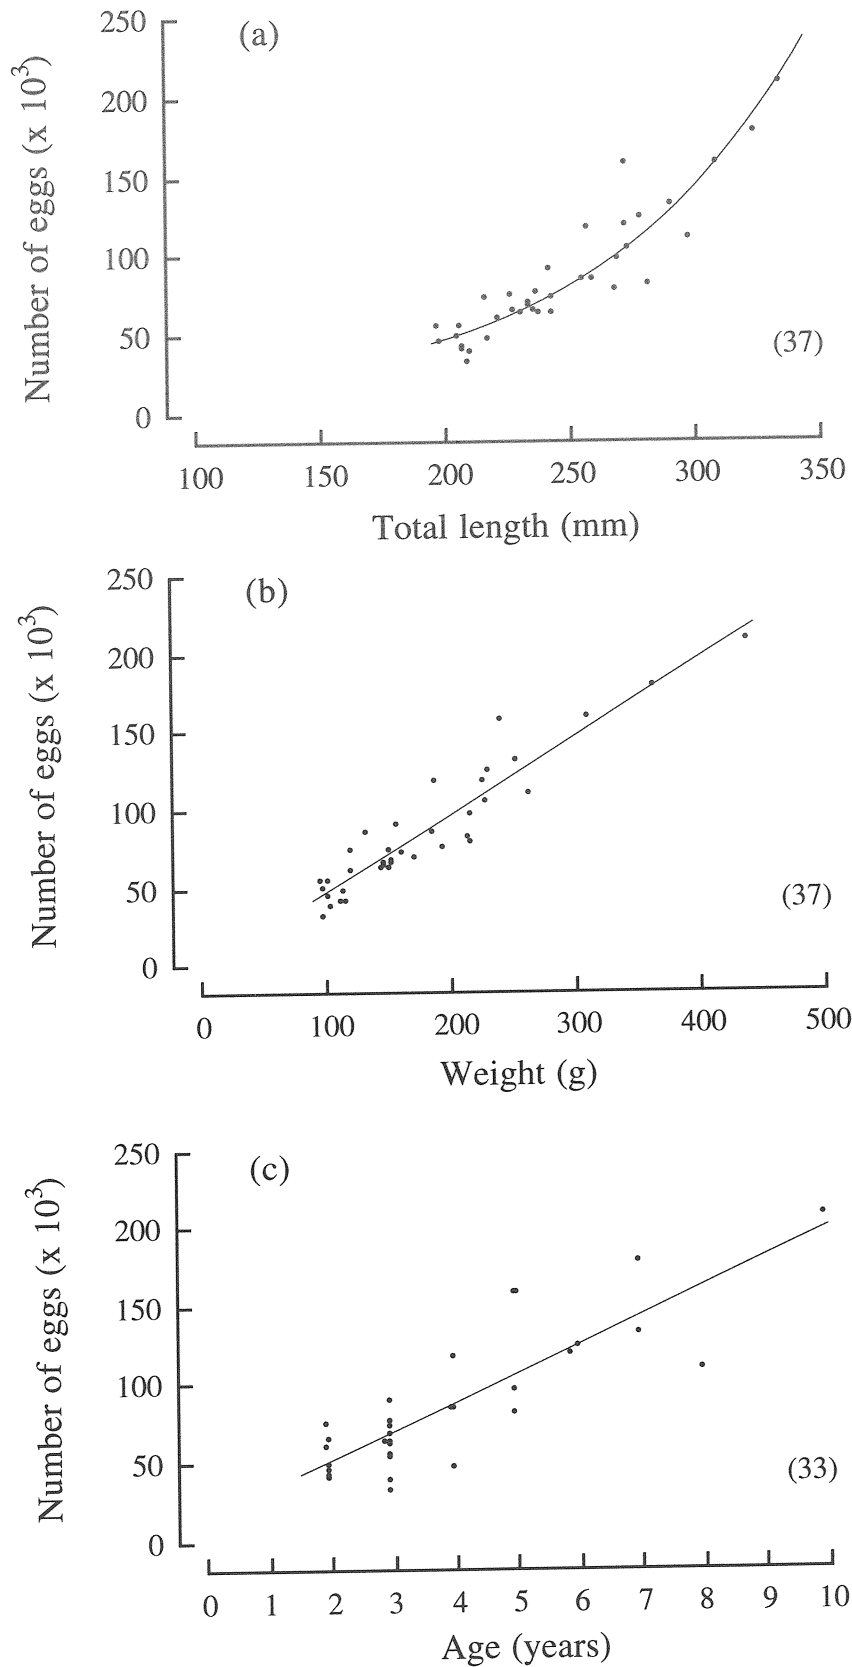 (a)
Number of eggs (x 10³)
250
200
150
100
50
0
(37)
100 150 200 250 300 350
Total length (mm)
(b)
Number of eggs (x 10³)
250
200
150
100
50
0
(37)
0 100 200 300 400 500
Weight (g)
(c)
Number of eggs (x 10³)
250
200
150
100
50
0
(33)
0 1 2 3 4 5 6 7 8 9 10
Age (years)